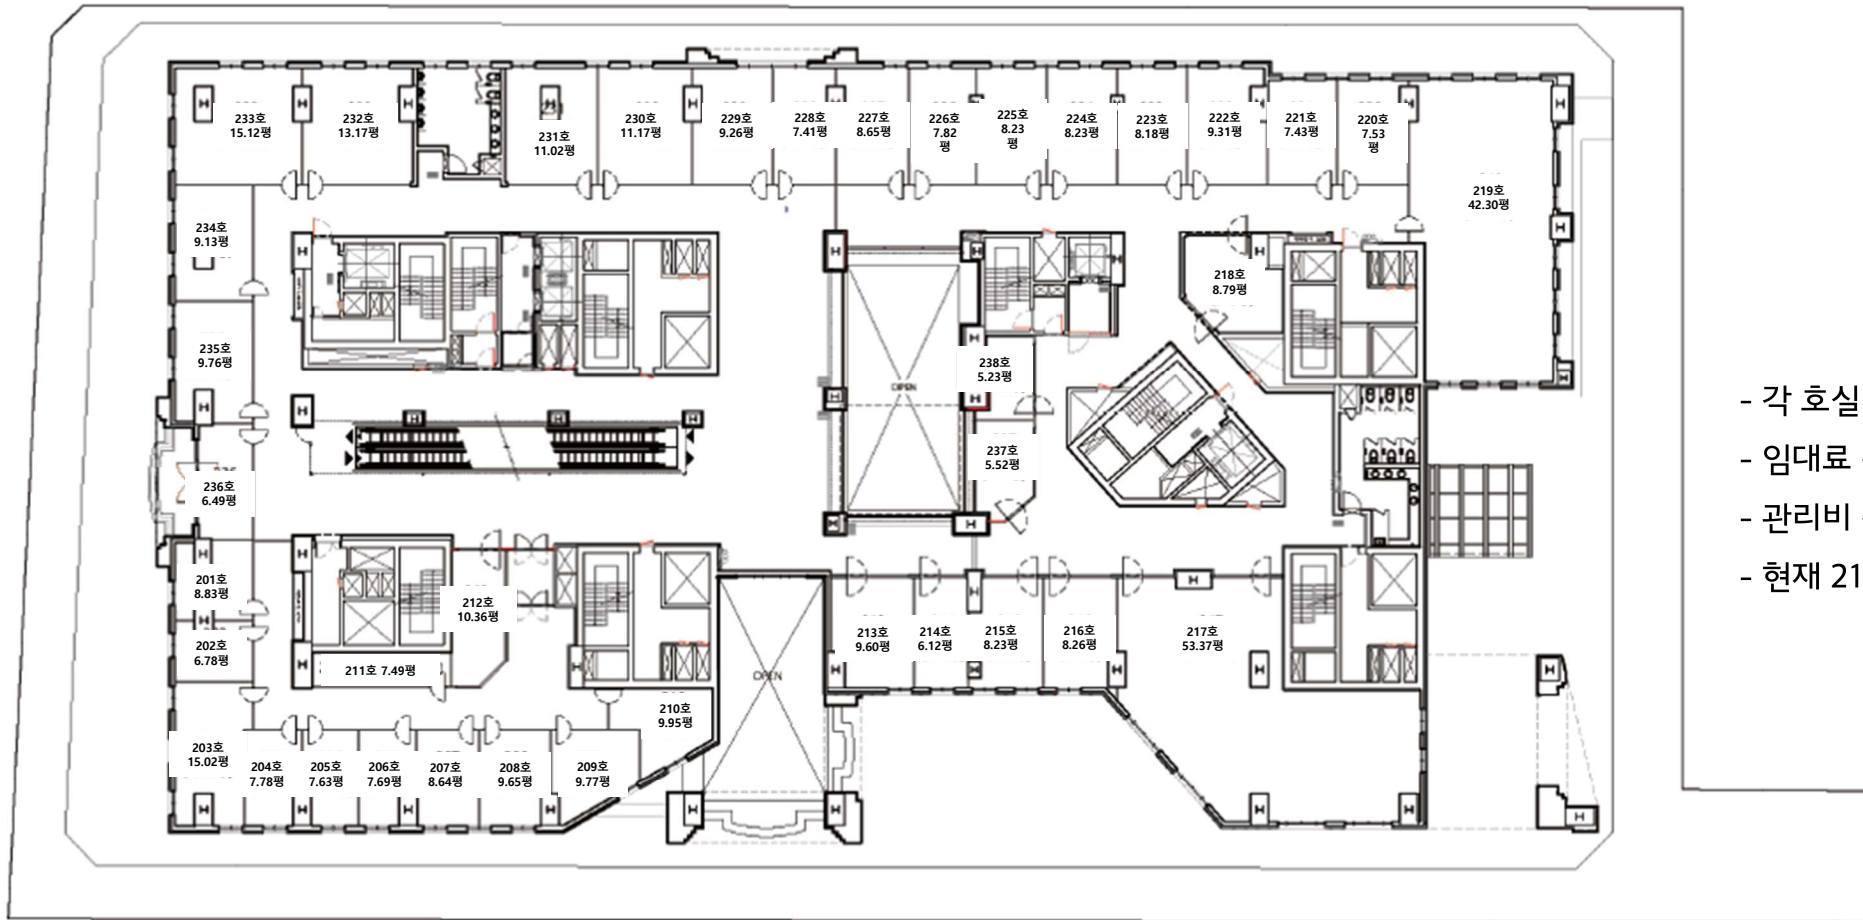 233호
15.12평
232호
13.17평
231호
11.02평
230호
11.17평
229호
9.26평
228호
7.41평
227호
8.65평
226호
7.82
평
225호
8.23
평
224호
8.23평
223호
8.18평
222호
9.31평
221호
7.43평
220호
7.53
평
219호
42.30평
234호
9.13평
218호
8.79평
235호
9.76평
238호
5.23평
OPEN
- 각 호실
- 임대료
- 관리비
- 현재 21
237호
5.52평
236호
6.49평
201호
8.83평
212호
10.36평
202호
6.78평
211호 7.49평
213호
9.60평
214호
6.12평
215호
8.23평
216호
8.26평
217호
53.37평
OPEN
210호
9.95평
203호
15.02평
204호
7.78평
205호
7.63평
206호
7.69평
207호
8.64평
208호
9.65평
209호
9.77평